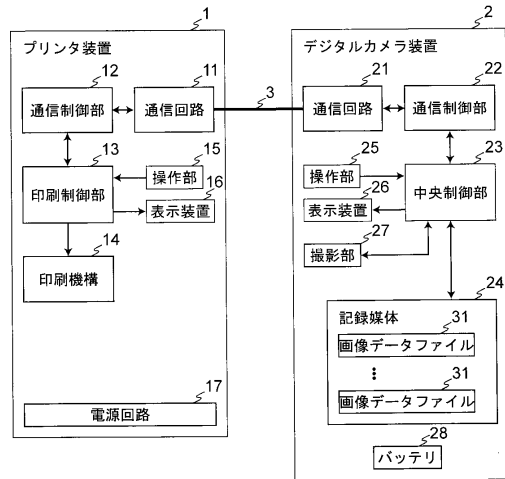 1
プリンタ装置
12
通信制御部
11
通信回路
13
印刷制御部
15
操作部
16
表示装置
14
印刷機構
17
電源回路
3
2
デジタルカメラ装置
21
通信回路
22
通信制御部
23
中央制御部
25
操作部
26
表示装置
27
撮影部
24
記録媒体
31
画像データファイル
⋮
31
画像データファイル
28
バッテリ